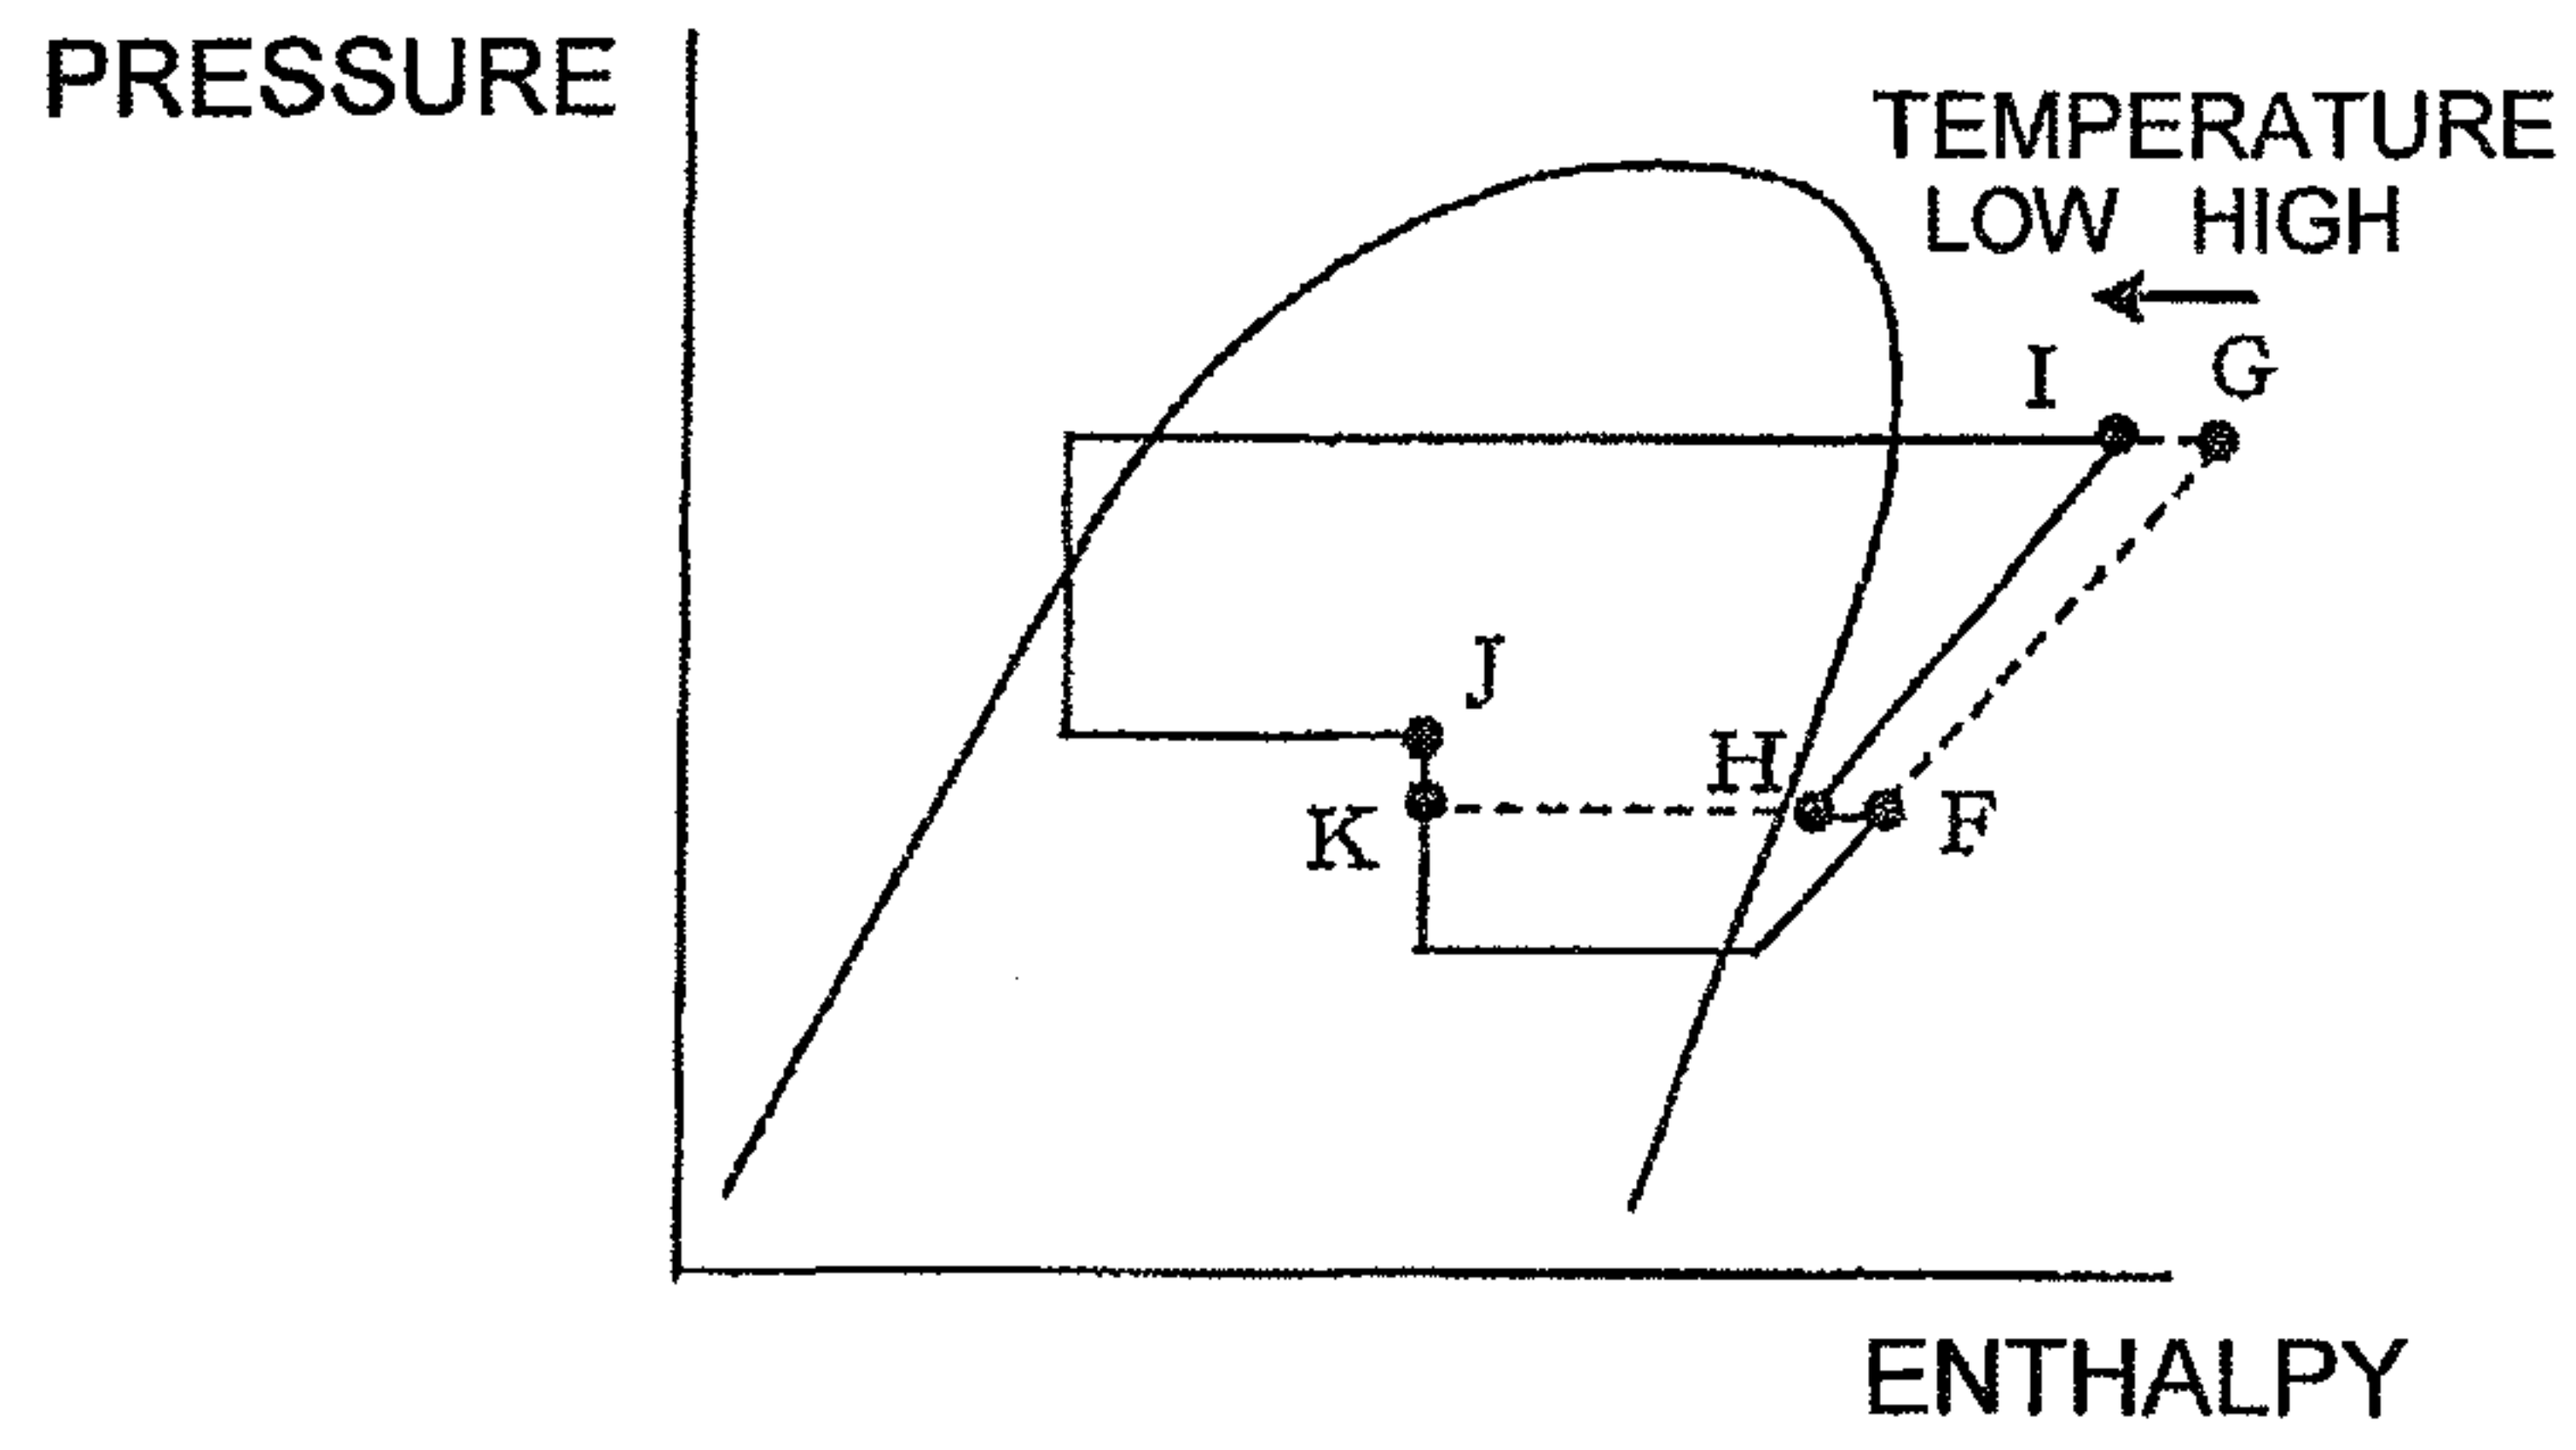 PRESSURE
TEMPERATURE
LOW HIGH
I
G
J
H
K
F
ENTHALPY